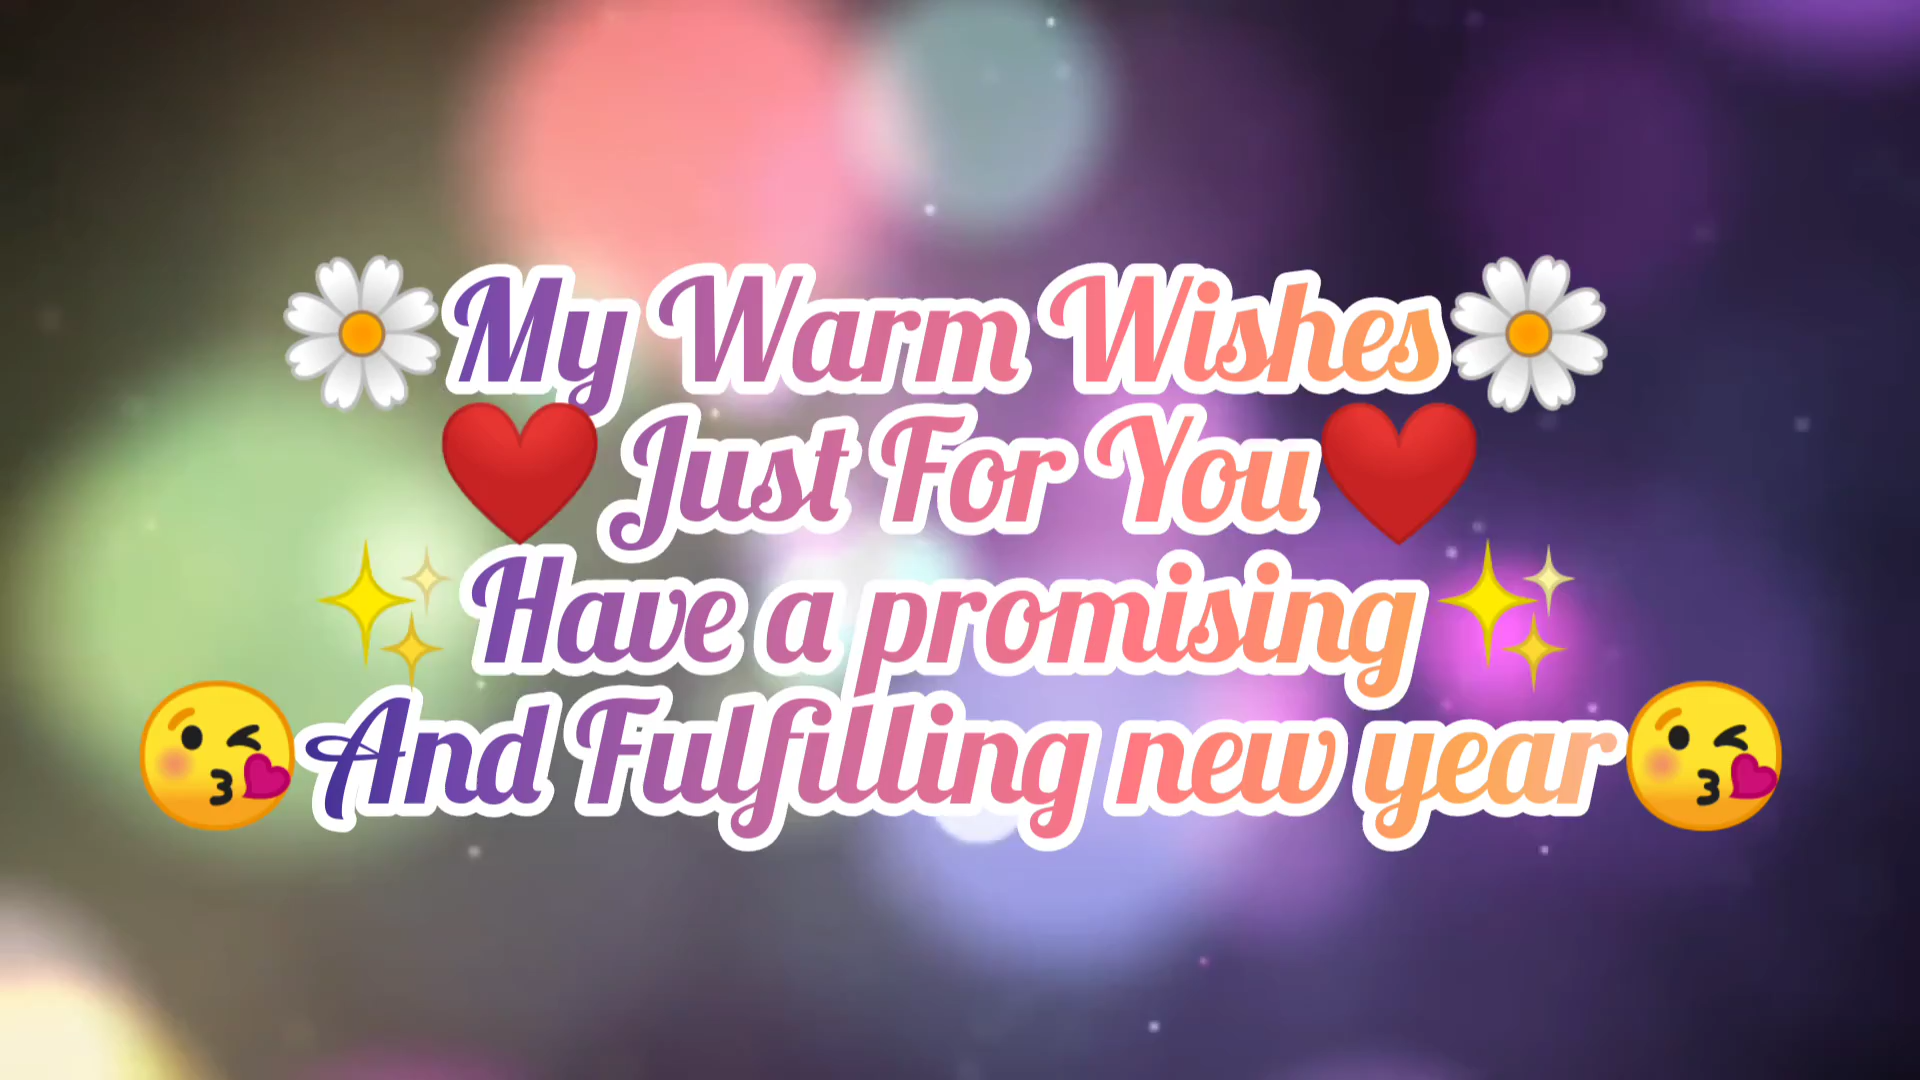 🌼My Warm Wishes🌼
❤️Just For You❤️
✨Have a promising✨
😘And Fulfilling new year😘